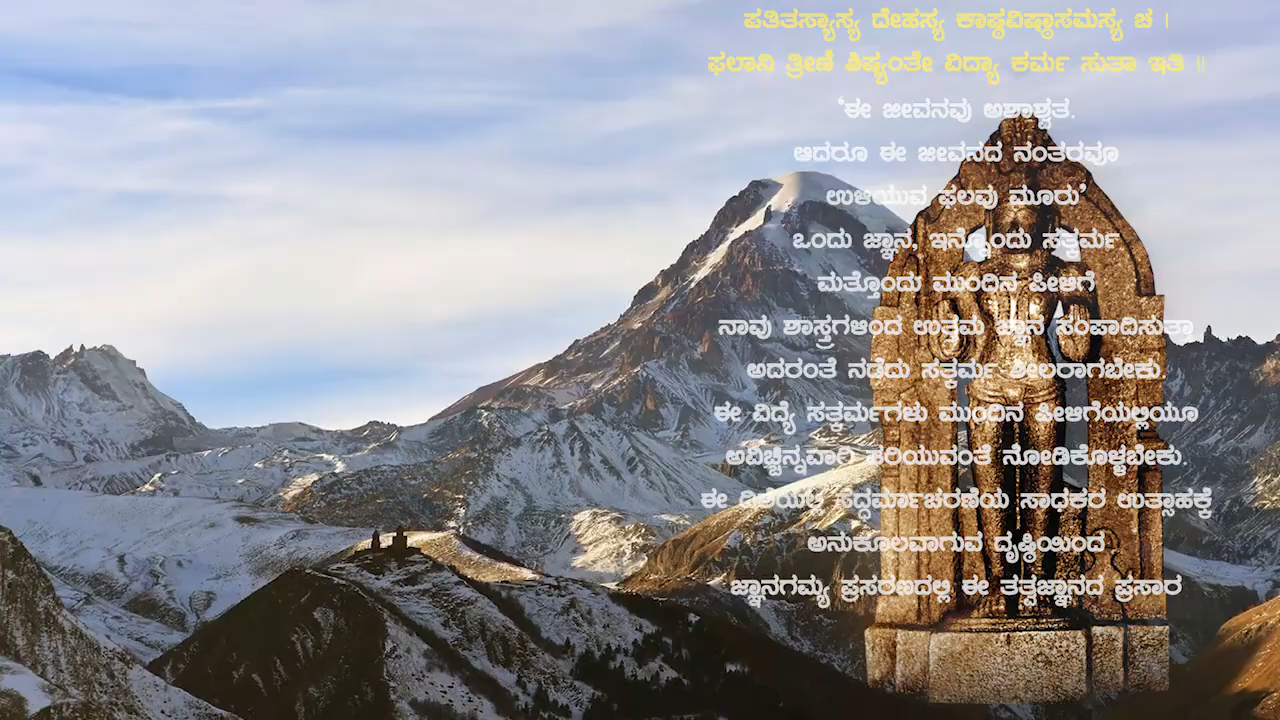 ಪತಿತಸ್ಯಾಸ್ಯ ದೇಹಸ್ಯ ಕಾಷ್ಠವಿಷ್ಠಾಸಮಸ್ಯ ಚ ।
ಫಲಾನಿ ತ್ರೀಣಿ ಶಿಷ್ಯಂತೇ ವಿದ್ಯಾ ಕರ್ಮ ಸುತಾ ಇತಿ ॥
'ಈ ಜೀವನವು ಅಶಾಶ್ವತ.
ಆದರೂ ಈ ಜೀವನದ ನಂತರವೂ
ಉಳಿಯುವ ಫಲವು ಮೂರು'
ಒಂದು ಜ್ಞಾನ, ಇನ್ನೊಂದು ಸತ್ಕರ್ಮ
ಮತ್ತೊಂದು ಮುಂದಿನ ಪೀಳಿಗೆ
ನಾವು ಶಾಸ್ತ್ರಗಳಿಂದ ಉತ್ತಮ ಜ್ಞಾನ ಸಂಪಾದಿಸುತಾ
ಅದರಂತೆ ನಡೆದು ಸತ್ಕರ್ಮ ಶೀಲರಾಗಬೇಕು.
ಈ ವಿದ್ಯೆ ಸತ್ಕರ್ಮಗಳು ಮುಂದಿನ ಪೀಳಿಗೆಯಲ್ಲಿಯೂ
ಅವಿಚ್ಚಿನ್ನವಾಗಿ ಹರಿಯುವಂತೆ ನೋಡಿಕೊಳ್ಳಬೇಕು.
ಈ ದಿಶೆಯಲ್ಲಿ ಸದ್ಧರ್ಮಾಚರಣೆಯ ಸಾಧಕರ ಉತ್ಸಾಹಕ್ಕೆ
ಅನುಕೂಲವಾಗುವ ದೃಷ್ಟಿಯಿಂದ
ಜ್ಞಾನಗಮ್ಯ ಪ್ರಸರಣದಲ್ಲಿ ಈ ತತ್ವಜ್ಞಾನದ ಪ್ರಸಾರ